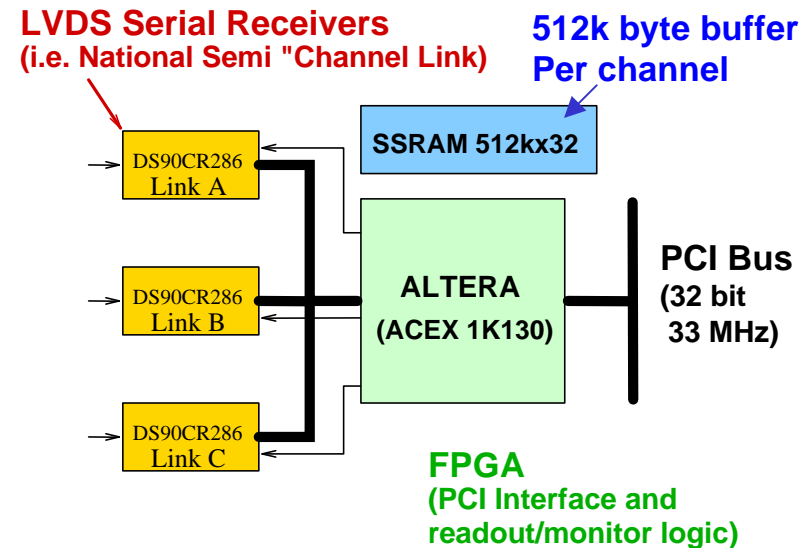 LVDS Serial Receivers
(i.e. National Semi "Channel Link)
512k byte buffer
Per channel
SSRAM 512kx32
DS90CR286
Link A
DS90CR286
Link B
DS90CR286
Link C
ALTERA
(ACEX 1K130)
PCI Bus
(32 bit
33 MHz)
FPGA
(PCI Interface and
readout/monitor logic)